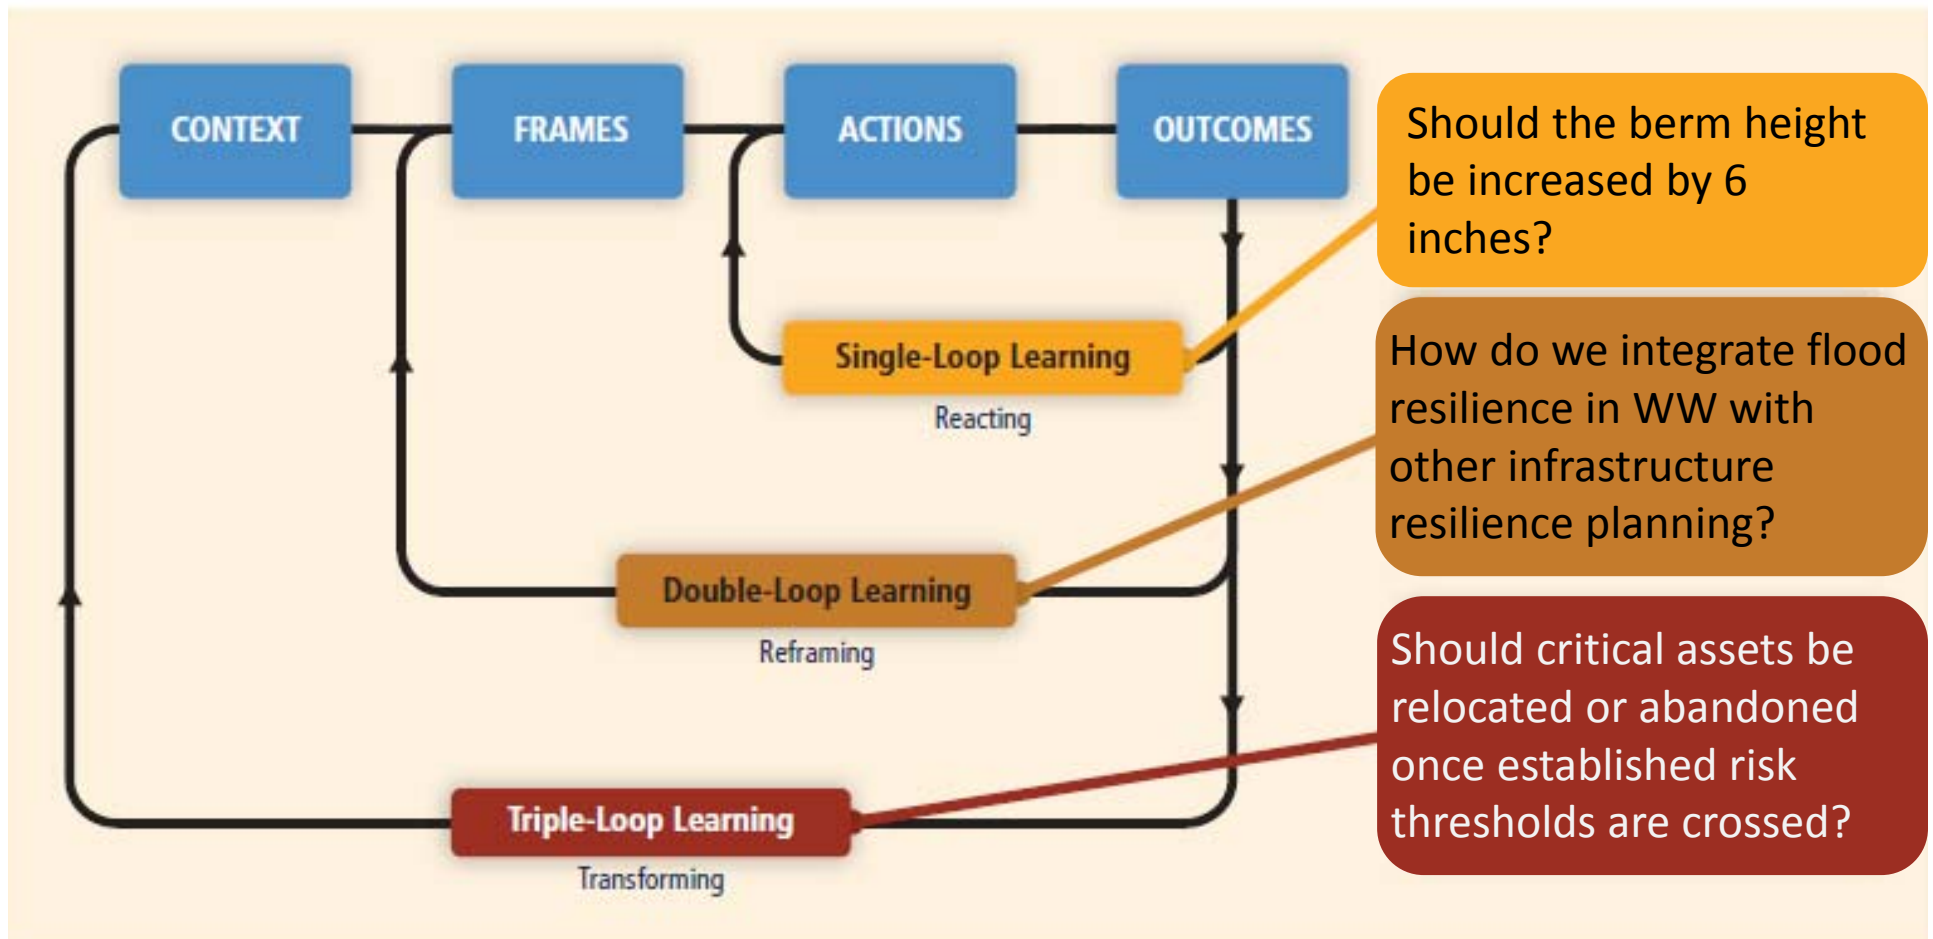 CONTEXT
FRAMES
ACTIONS
OUTCOMES
Should the berm height
be increased by 6
inches?
Single-Loop Learning
Reacting
How do we integrate flood
resilience in WW with
other infrastructure
resilience planning?
Double-Loop Learning
Reframing
Should critical assets be
relocated or abandoned
once established risk
thresholds are crossed?
Triple-Loop Learning
Transforming